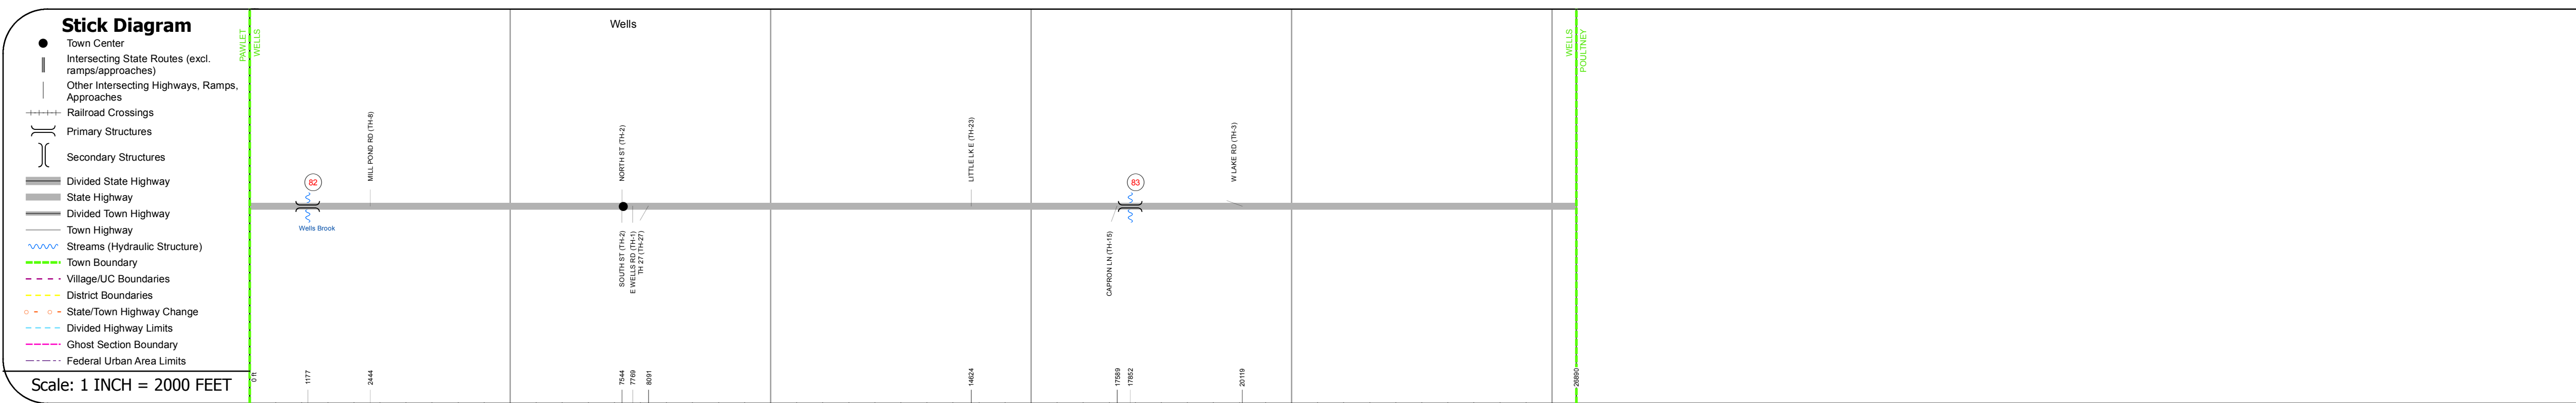 Stick Diagram
Town Center
Intersecting State Routes (excl.
ramps/approaches)
Other Intersecting Highways, Ramps,
Approaches
Railroad Crossings
Primary Structures
Secondary Structures
Divided State Highway
State Highway
Divided Town Highway
Town Highway
Streams (Hydraulic Structure)
Town Boundary
Village/UC Boundaries
District Boundaries
State/Town Highway Change
Divided Highway Limits
Ghost Section Boundary
Federal Urban Area Limits
Scale: 1 INCH = 2000 FEET
PAWLET
WELLS
Wells
WELLS
POULTNEY
82
Wells Brook
MILL POND RD (TH-8)
NORTH ST (TH-2)
SOUTH ST (TH-2)
E WELLS RD (TH-1)
TH 27 (TH-27)
LITTLE LK E (TH-23)
CAPRON LN (TH-15)
83
W LAKE RD (TH-3)
0 ft
1177
2444
7544
7769
8091
14624
17589
17852
20119
26890